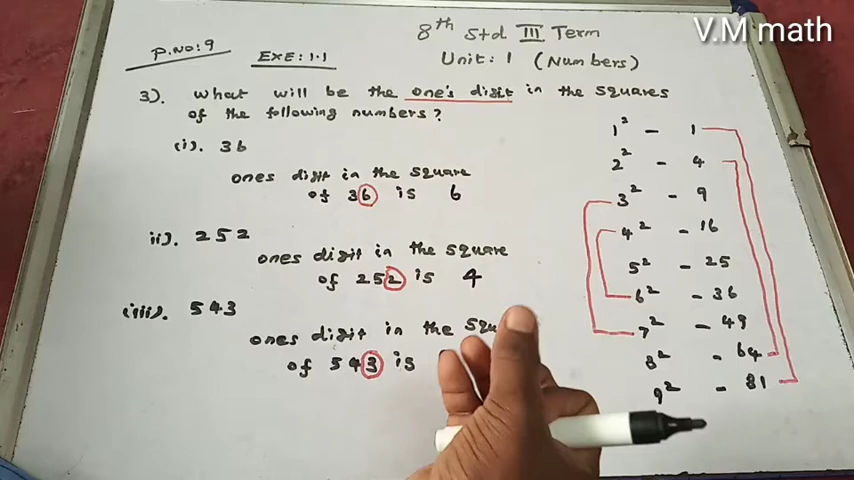 V.M math
8th Std III Term
P.NO: 9 EXE: 1.1 Unit: 1 (Numbers)
3). What will be the one's digit in the squares
of the following numbers?
(i). 36
ones digit in the square
of 36 is 6
ii). 252
ones digit in the square
of 252 is 4
(iii). 543
ones digit in the
of 543 is
1² - 1
2² - 4
3² - 9
4² - 16
5² - 25
6² - 36
7² - 49
8² - 64
9² - 81